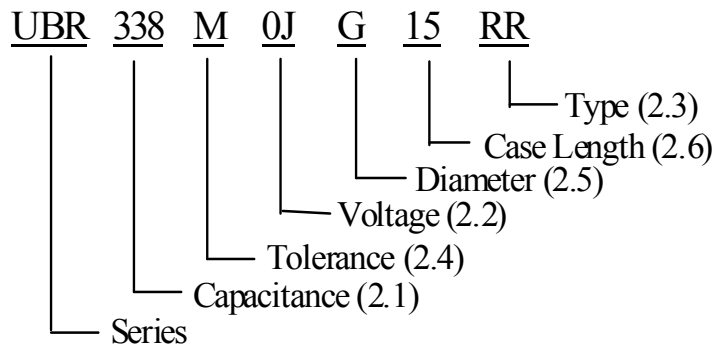 UBR 338 M 0J G 15 RR
Type (2.3)
Case Length (2.6)
Diameter (2.5)
Voltage (2.2)
Tolerance (2.4)
Capacitance (2.1)
Series